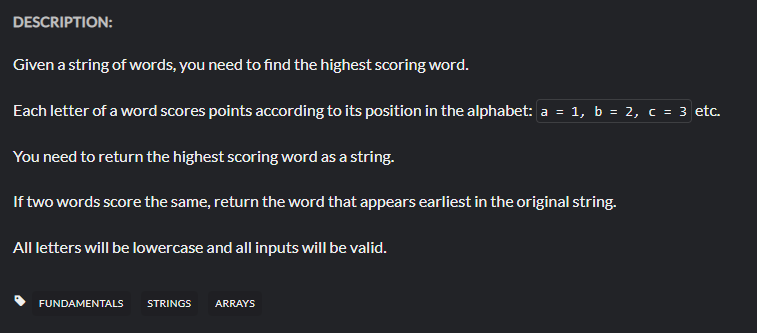 DESCRIPTION:
Given a string of words, you need to find the highest scoring word.
Each letter of a word scores points according to its position in the alphabet: a = 1, b = 2, c = 3 etc.
You need to return the highest scoring word as a string.
If two words score the same, return the word that appears earliest in the original string.
All letters will be lowercase and all inputs will be valid.
FUNDAMENTALS STRINGS ARRAYS